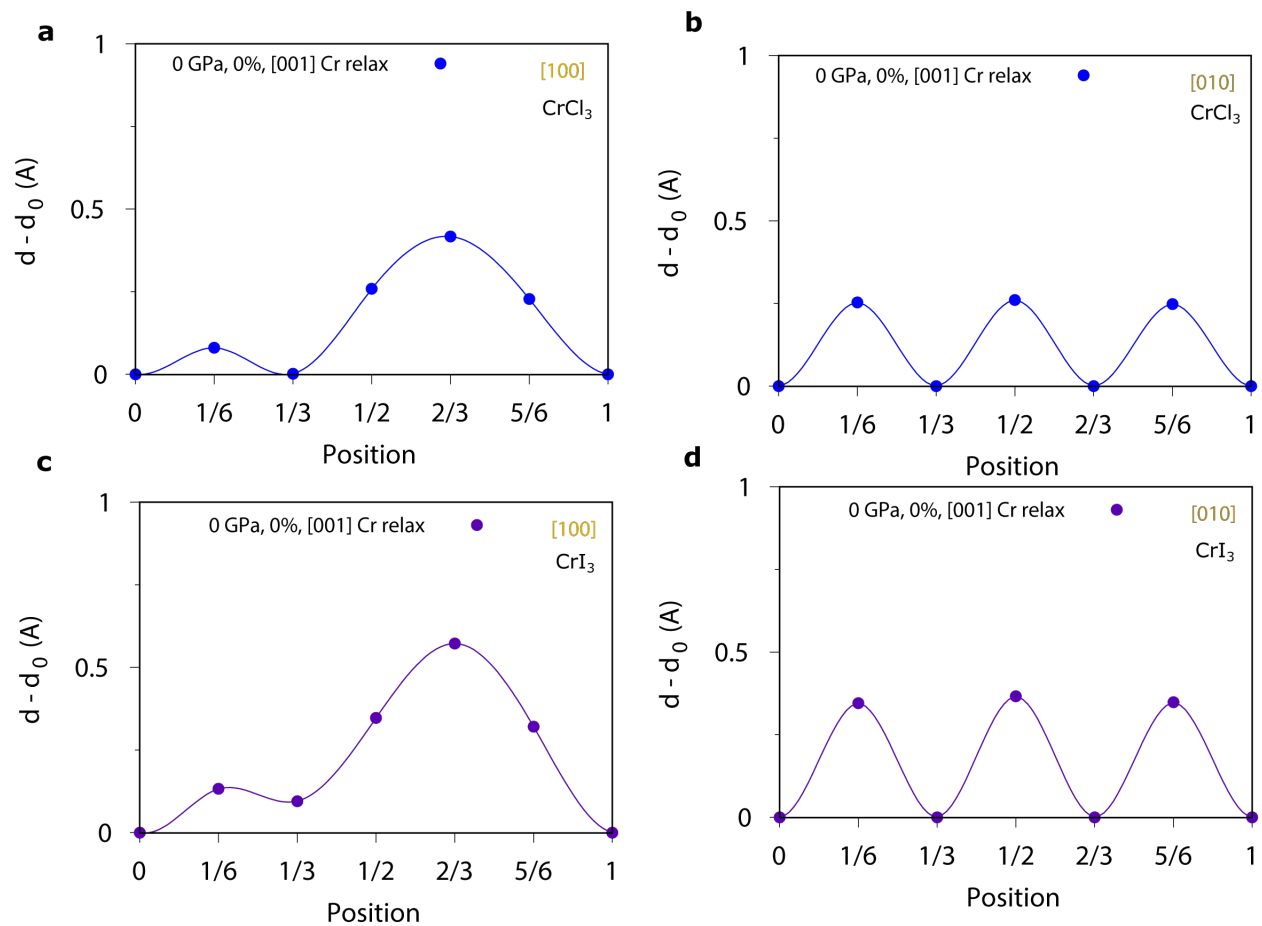 a
1
0 GPa, 0%, [001] Cr relax
[100]
CrCl3
d - d0 (A)
0.5
0
0 1/6 1/3 1/2 2/3 5/6 1
Position
b
1
0 GPa, 0%, [001] Cr relax
[010]
CrCl3
d - d0 (A)
0.5
0
0 1/6 1/3 1/2 2/3 5/6 1
Position
c
1
0 GPa, 0%, [001] Cr relax
[100]
CrI3
d - d0 (A)
0.5
0
0 1/6 1/3 1/2 2/3 5/6 1
Position
d
1
0 GPa, 0%, [001] Cr relax
[010]
CrI3
d - d0 (A)
0.5
0
0 1/6 1/3 1/2 2/3 5/6 1
Position